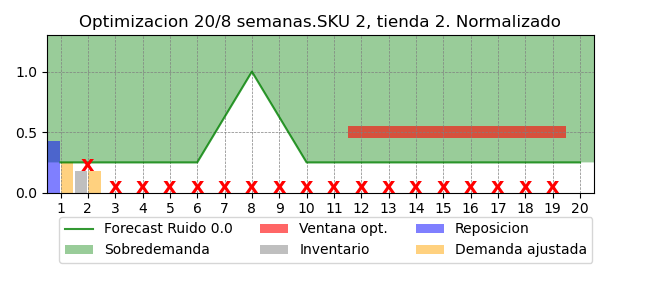 Optimizacion 20/8 semanas.SKU 2, tienda 2. Normalizado
1.0
0.5
0.0
1 2 3 4 5 6 7 8 9 10 11 12 13 14 15 16 17 18 19 20
Forecast Ruido 0.0 Ventana opt. Reposicion
Sobredemanda Inventario Demanda ajustada